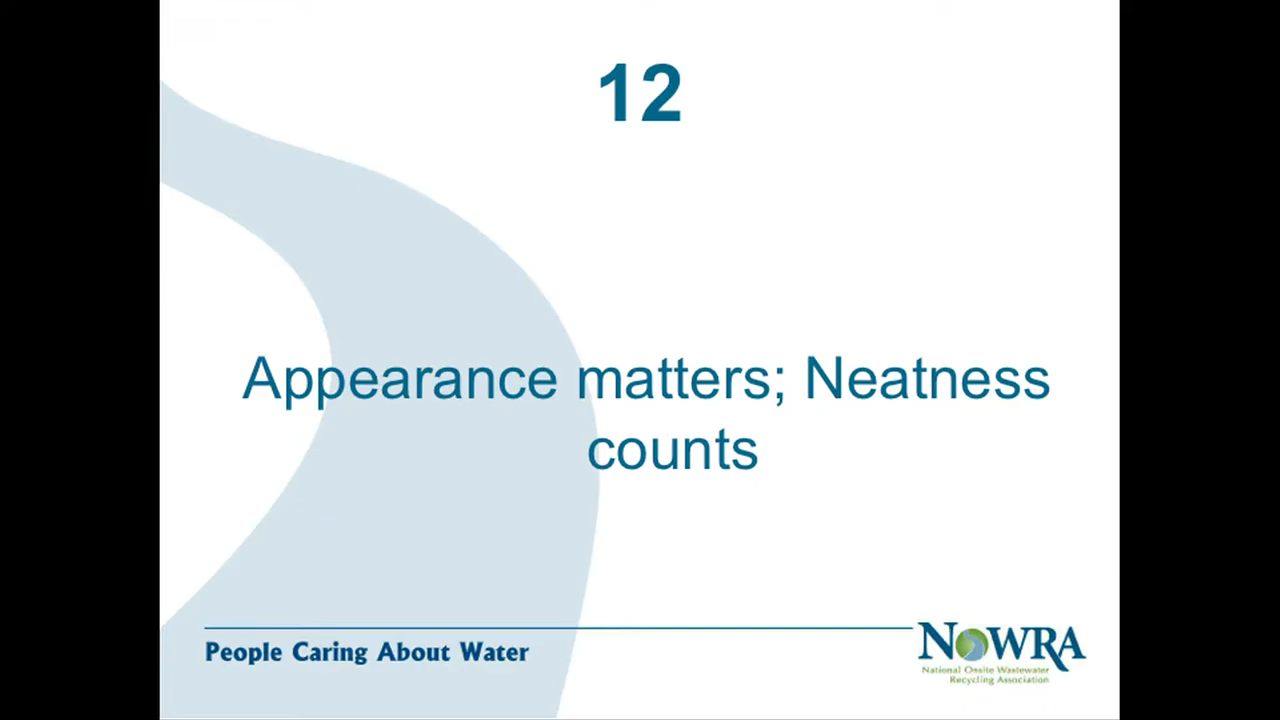 12
Appearance matters; Neatness
counts
People Caring About Water
NOWRA
National Onsite Wastewater
Recycling Association